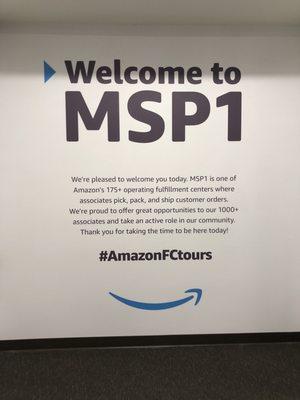 Welcome to
MSP1
We're pleased to welcome you today. MSP1 is one of
Amazon's 175+ operating fulfillment centers where
associates pick, pack, and ship customer orders.
We're proud to offer great opportunities to our 1000+
associates and take an active role in our community.
Thank you for taking the time to be here today!
#AmazonFCtours